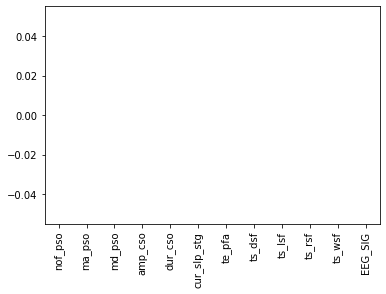 0.04
0.02
0.00
−0.02
−0.04
nof_pso
ma_pso
md_pso
amp_cso
dur_cso
cur_slp_stg
te_pfa
ts_dsf
ts_lsf
ts_rsf
ts_wsf
EEG_SIG